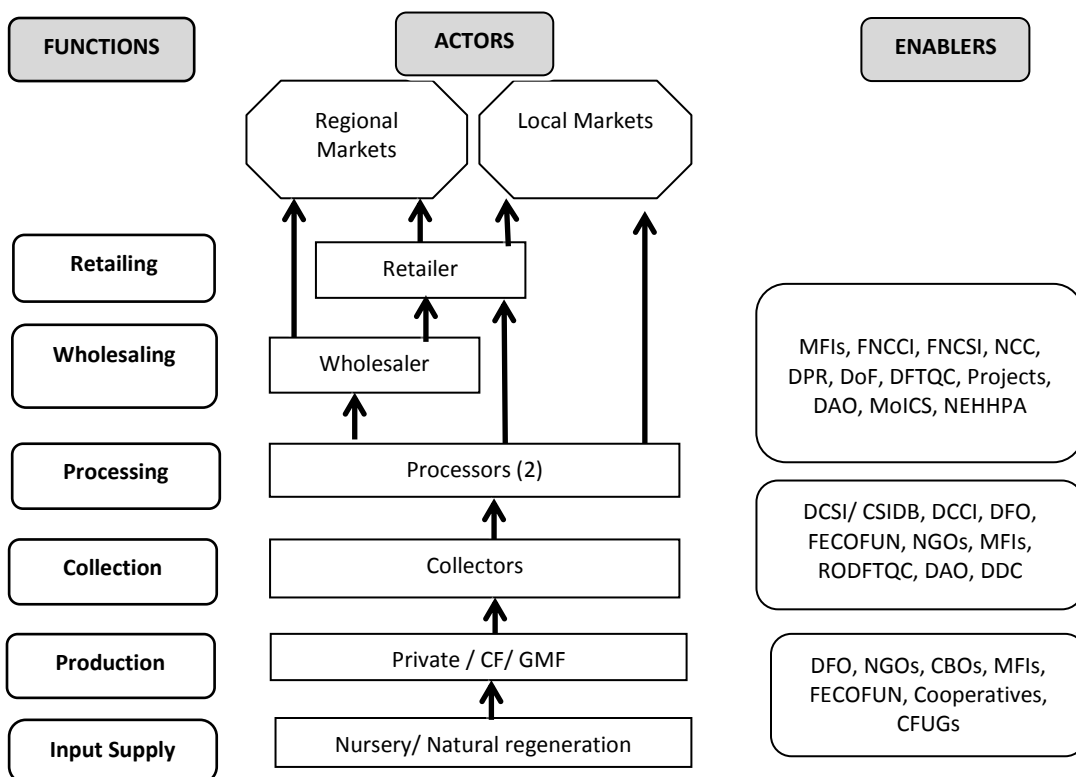 FUNCTIONS
ACTORS
ENABLERS
Regional
Markets
Local Markets
Retailing
Retailer
Wholesaling
Wholesaler
MFIs, FNCCI, FNCSI, NCC,
DPR, DoF, DFTQC, Projects,
DAO, MoICS, NEHHPA
Processing
Processors (2)
DCSI/ CSIDB, DCCI, DFO,
FECOFUN, NGOs, MFIs,
RODFTQC, DAO, DDC
Collection
Collectors
Production
Private / CF/ GMF
DFO, NGOs, CBOs, MFIs,
FECOFUN, Cooperatives,
CFUGs
Input Supply
Nursery/ Natural regeneration